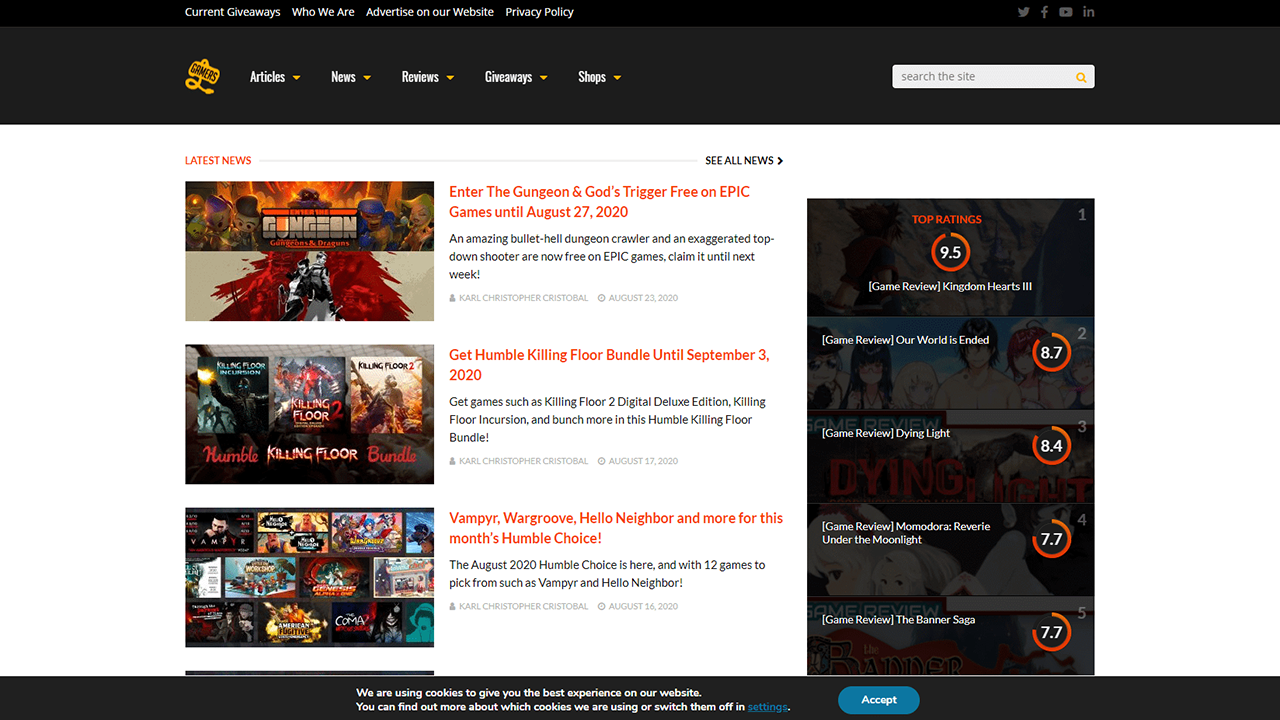 Current Giveaways Who We Are Advertise on our Website Privacy Policy
GAMERS
Articles News Reviews Giveaways Shops
search the site
LATEST NEWS
SEE ALL NEWS
ENTER THE
GUNGEON
Gungeons & Draguns
Enter The Gungeon & God's Trigger Free on EPIC
Games until August 27, 2020
An amazing bullet-hell dungeon crawler and an exaggerated top-
down shooter are now free on EPIC games, claim it until next
week!
KARL CHRISTOPHER CRISTOBAL AUGUST 23, 2020
KILLING FLOOR
INCURSION
KILLING
FLOOR 2
KILLING FLOOR 2
Humble KILLING FLOOR Bundle
Get Humble Killing Floor Bundle Until September 3,
2020
Get games such as Killing Floor 2 Digital Deluxe Edition, Killing
Floor Incursion, and bunch more in this Humble Killing Floor
Bundle!
KARL CHRISTOPHER CRISTOBAL AUGUST 17, 2020
VAMPYR
WARGROOVE
WORKSHOP
GENESIS
ALPHA ONE
AMERICAN
FUGITIVE
THE
COMA
Vampyr, Wargroove, Hello Neighbor and more for this
month's Humble Choice!
The August 2020 Humble Choice is here, and with 12 games to
pick from such as Vampyr and Hello Neighbor!
KARL CHRISTOPHER CRISTOBAL AUGUST 16, 2020
TOP RATINGS
1
9.5
[Game Review] Kingdom Hearts III
2
[Game Review] Our World is Ended
8.7
GAME REVIEW
3
[Game Review] Dying Light
8.4
DYING LIGHT
4
[Game Review] Momodora: Reverie
Under the Moonlight
7.7
GAME REVIEW
5
[Game Review] The Banner Saga
7.7
the
BANNER
We are using cookies to give you the best experience on our website.
You can find out more about which cookies we are using or switch them off in settings.
Accept